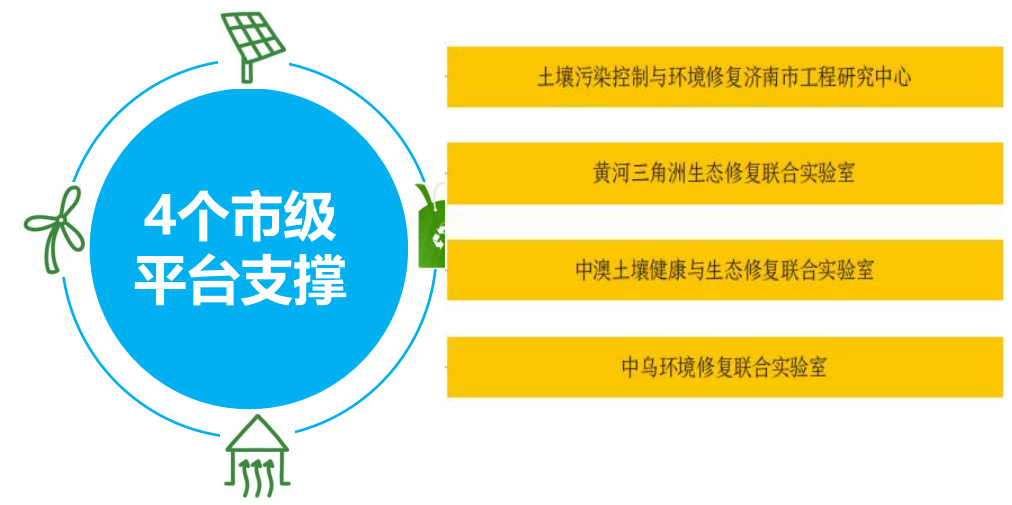 4个市级
平台支撑
土壤污染控制与环境修复济南市工程研究中心
黄河三角洲生态修复联合实验室
中澳土壤健康与生态修复联合实验室
中乌环境修复联合实验室